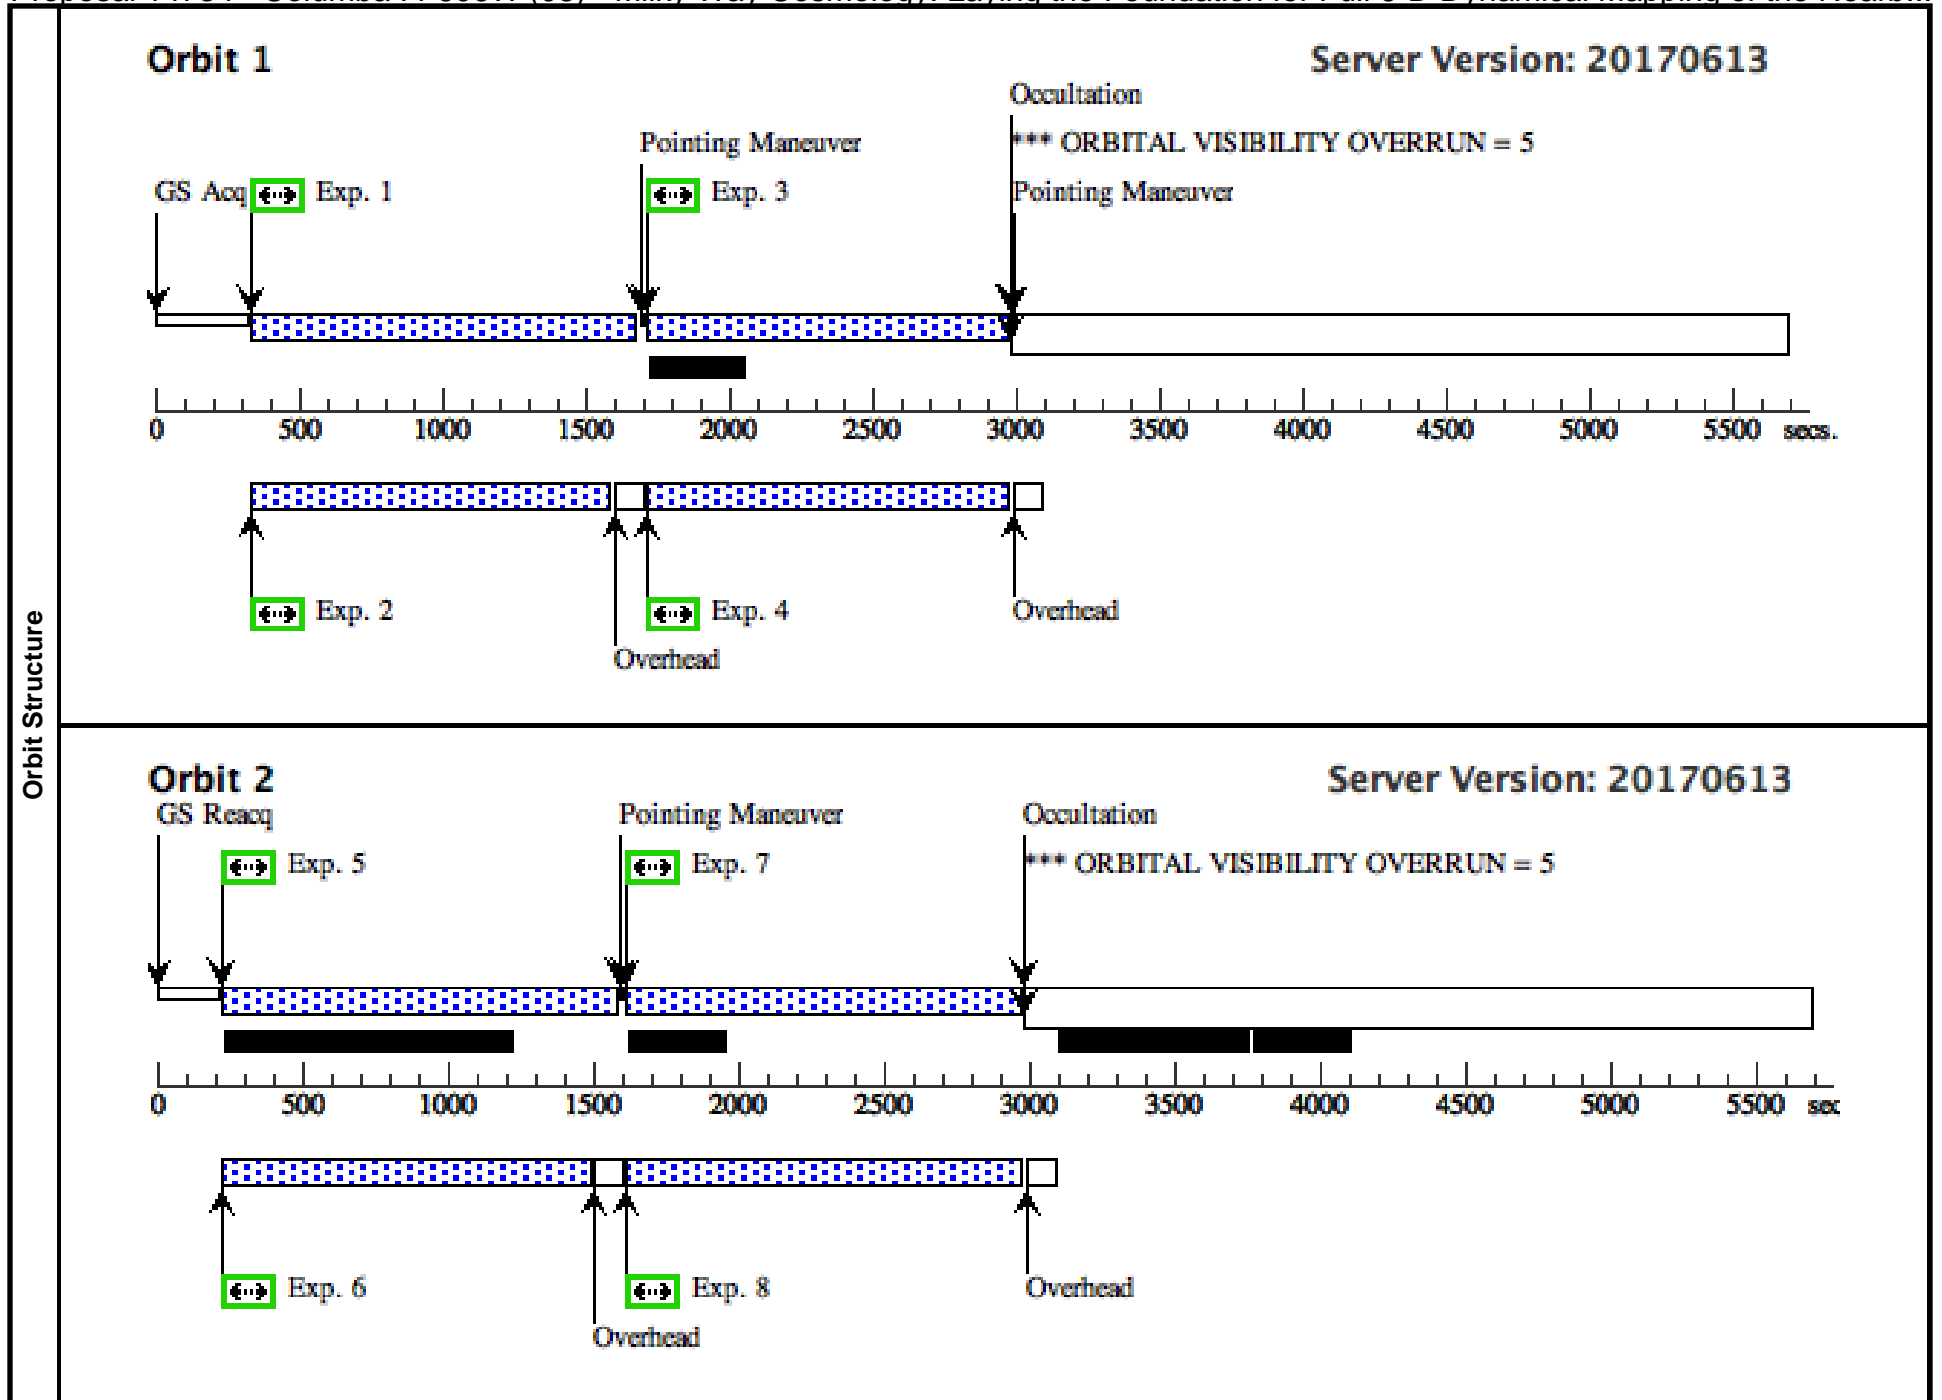 Orbit 1
Server Version: 20170613
Occultation
Pointing Maneuver
*** ORBITAL VISIBILITY OVERRUN = 5
GS Acq
Exp. 1
Exp. 3
Pointing Maneuver
0 500 1000 1500 2000 2500 3000 3500 4000 4500 5000 5500 secs.
Exp. 2
Exp. 4
Overhead
Overhead
Orbit Structure
Orbit 2
Server Version: 20170613
GS Reacq
Pointing Maneuver
Occultation
Exp. 5
Exp. 7
*** ORBITAL VISIBILITY OVERRUN = 5
0 500 1000 1500 2000 2500 3000 3500 4000 4500 5000 5500 sec
Exp. 6
Exp. 8
Overhead
Overhead